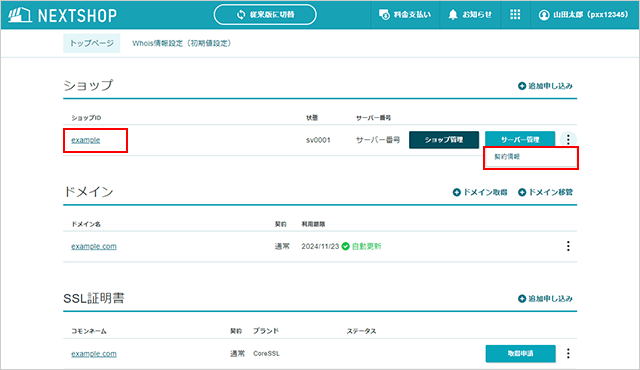 NEXTSHOP 従来版に切替 料金支払い お知らせ 山田太郎（pxx12345）
トップページ Whois情報設定（初期値設定）
ショップ 追加申し込み
ショップID 状態 サーバー番号
example sv0001 サーバー番号 ショップ管理 サーバー管理
契約情報
ドメイン ドメイン取得 ドメイン移管
ドメイン名 契約 利用期限
example.com 通常 2024/11/23 自動更新
SSL証明書 追加申し込み
コモンネーム 契約 ブランド ステータス
example.com 通常 CoreSSL 取得申請